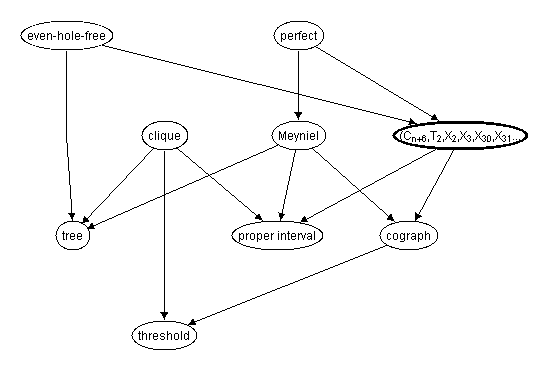 even-hole-free
perfect
clique
Meyniel
(C_{n+6},T_2,X_2,X_3,X_{30},X_{31}...
tree
proper interval
cograph
threshold